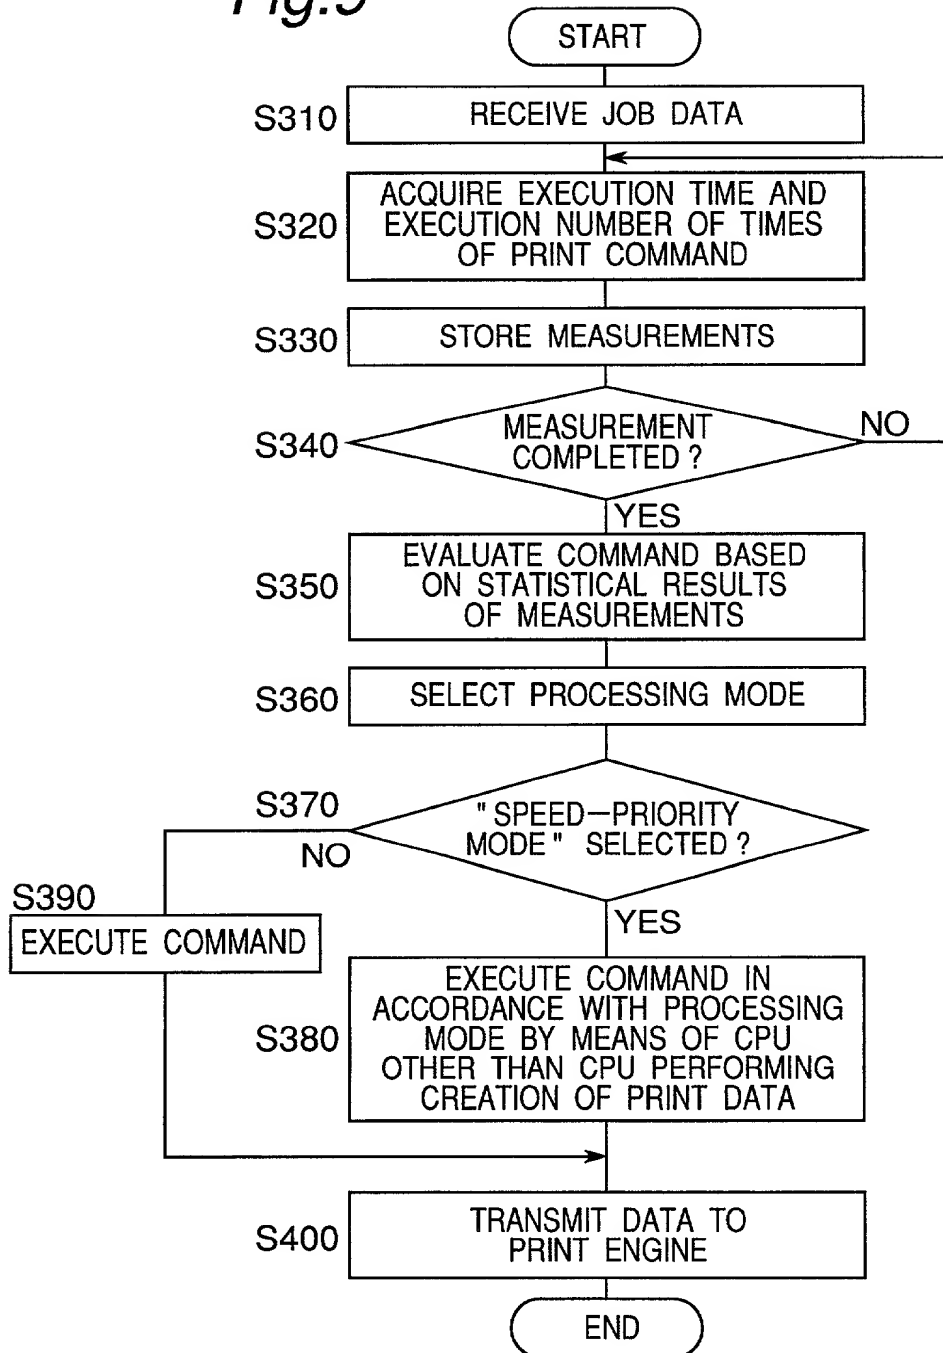 START
S310
RECEIVE JOB DATA
S320
ACQUIRE EXECUTION TIME AND
EXECUTION NUMBER OF TIMES
OF PRINT COMMAND
S330
STORE MEASUREMENTS
S340
MEASUREMENT
COMPLETED ?
NO
YES
S350
EVALUATE COMMAND BASED
ON STATISTICAL RESULTS
OF MEASUREMENTS
S360
SELECT PROCESSING MODE
S370
"SPEED-PRIORITY
MODE" SELECTED ?
NO
YES
S390
EXECUTE COMMAND
S380
EXECUTE COMMAND IN
ACCORDANCE WITH PROCESSING
MODE BY MEANS OF CPU
OTHER THAN CPU PERFORMING
CREATION OF PRINT DATA
S400
TRANSMIT DATA TO
PRINT ENGINE
END